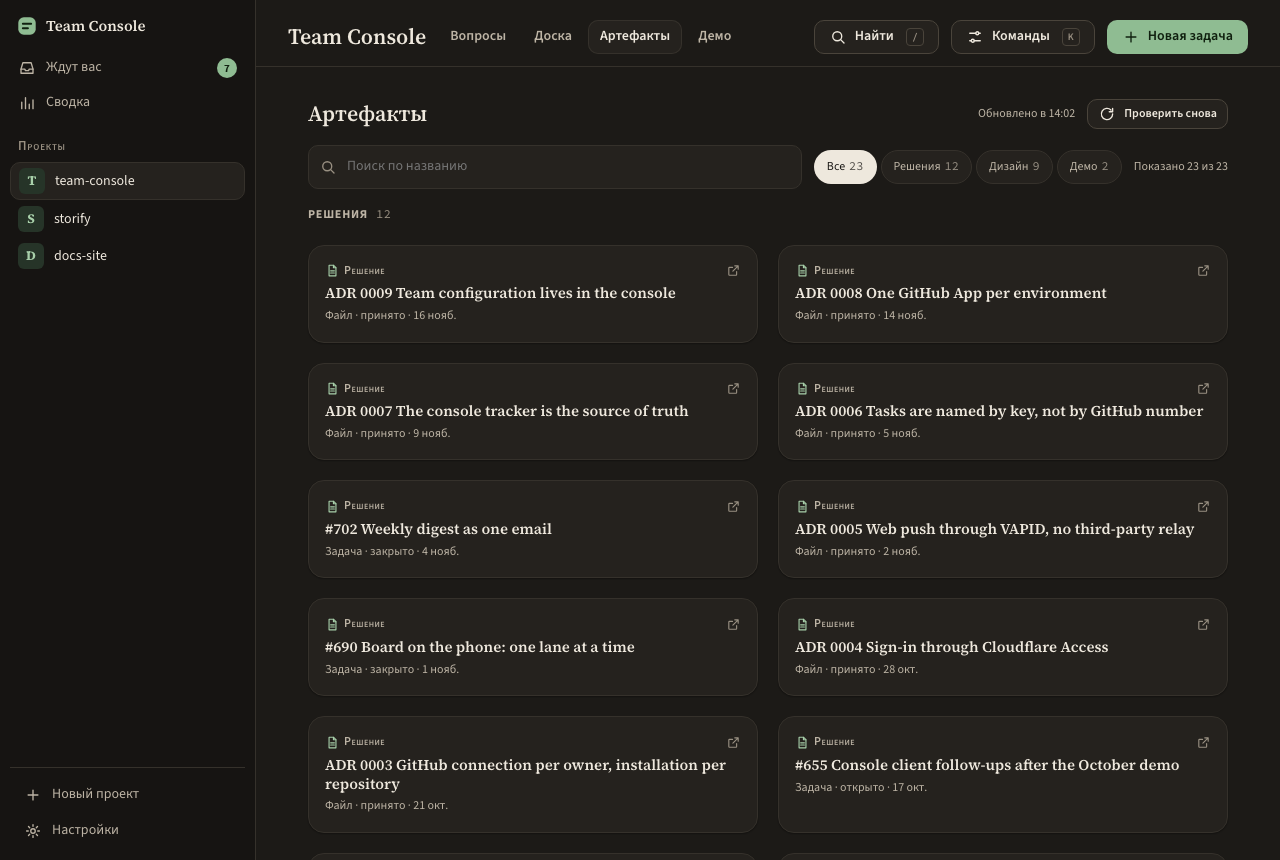 Team Console
Ждут вас 7
Сводка
Проекты
T team-console
S storify
D docs-site
Новый проект
Настройки
Team Console Вопросы Доска Артефакты Демо Найти / Команды K Новая задача
Артефакты Обновлено в 14:02 Проверить снова
Поиск по названию Все 23 Решения 12 Дизайн 9 Демо 2 Показано 23 из 23
РЕШЕНИЯ 12
Решение
ADR 0009 Team configuration lives in the console
Файл · принято · 16 нояб.
Решение
ADR 0008 One GitHub App per environment
Файл · принято · 14 нояб.
Решение
ADR 0007 The console tracker is the source of truth
Файл · принято · 9 нояб.
Решение
ADR 0006 Tasks are named by key, not by GitHub number
Файл · принято · 5 нояб.
Решение
#702 Weekly digest as one email
Задача · закрыто · 4 нояб.
Решение
ADR 0005 Web push through VAPID, no third-party relay
Файл · принято · 2 нояб.
Решение
#690 Board on the phone: one lane at a time
Задача · закрыто · 1 нояб.
Решение
ADR 0004 Sign-in through Cloudflare Access
Файл · принято · 28 окт.
Решение
ADR 0003 GitHub connection per owner, installation per
repository
Файл · принято · 21 окт.
Решение
#655 Console client follow-ups after the October demo
Задача · открыто · 17 окт.